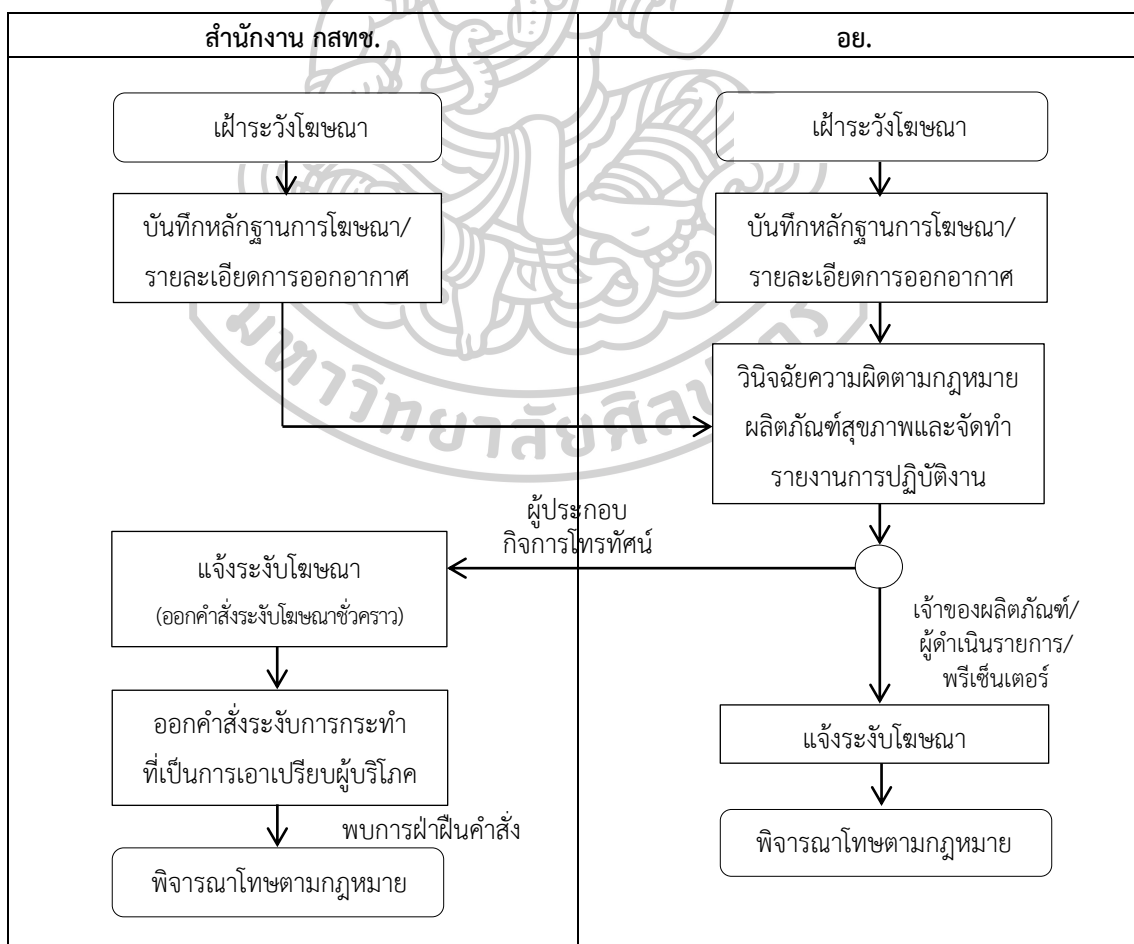 สำนักงาน กสทช.
อย.
เฝ้าระวังโฆษณา
บันทึกหลักฐานการโฆษณา/
รายละเอียดการออกอากาศ
เฝ้าระวังโฆษณา
บันทึกหลักฐานการโฆษณา/
รายละเอียดการออกอากาศ
วินิจฉัยความผิดตามกฎหมาย
ผลิตภัณฑ์สุขภาพและจัดทำ
รายงานการปฏิบัติงาน
ผู้ประกอบ
กิจการโทรทัศน์
แจ้งระงับโฆษณา
(ออกคำสั่งระงับโฆษณาชั่วคราว)
ออกคำสั่งระงับการกระทำ
ที่เป็นการเอาเปรียบผู้บริโภค
พบการฝ่าฝืนคำสั่ง
พิจารณาโทษตามกฎหมาย
เจ้าของผลิตภัณฑ์/
ผู้ดำเนินรายการ/
พรีเซ็นเตอร์
แจ้งระงับโฆษณา
พิจารณาโทษตามกฎหมาย
มหาวิทยาลัยศิลปากร